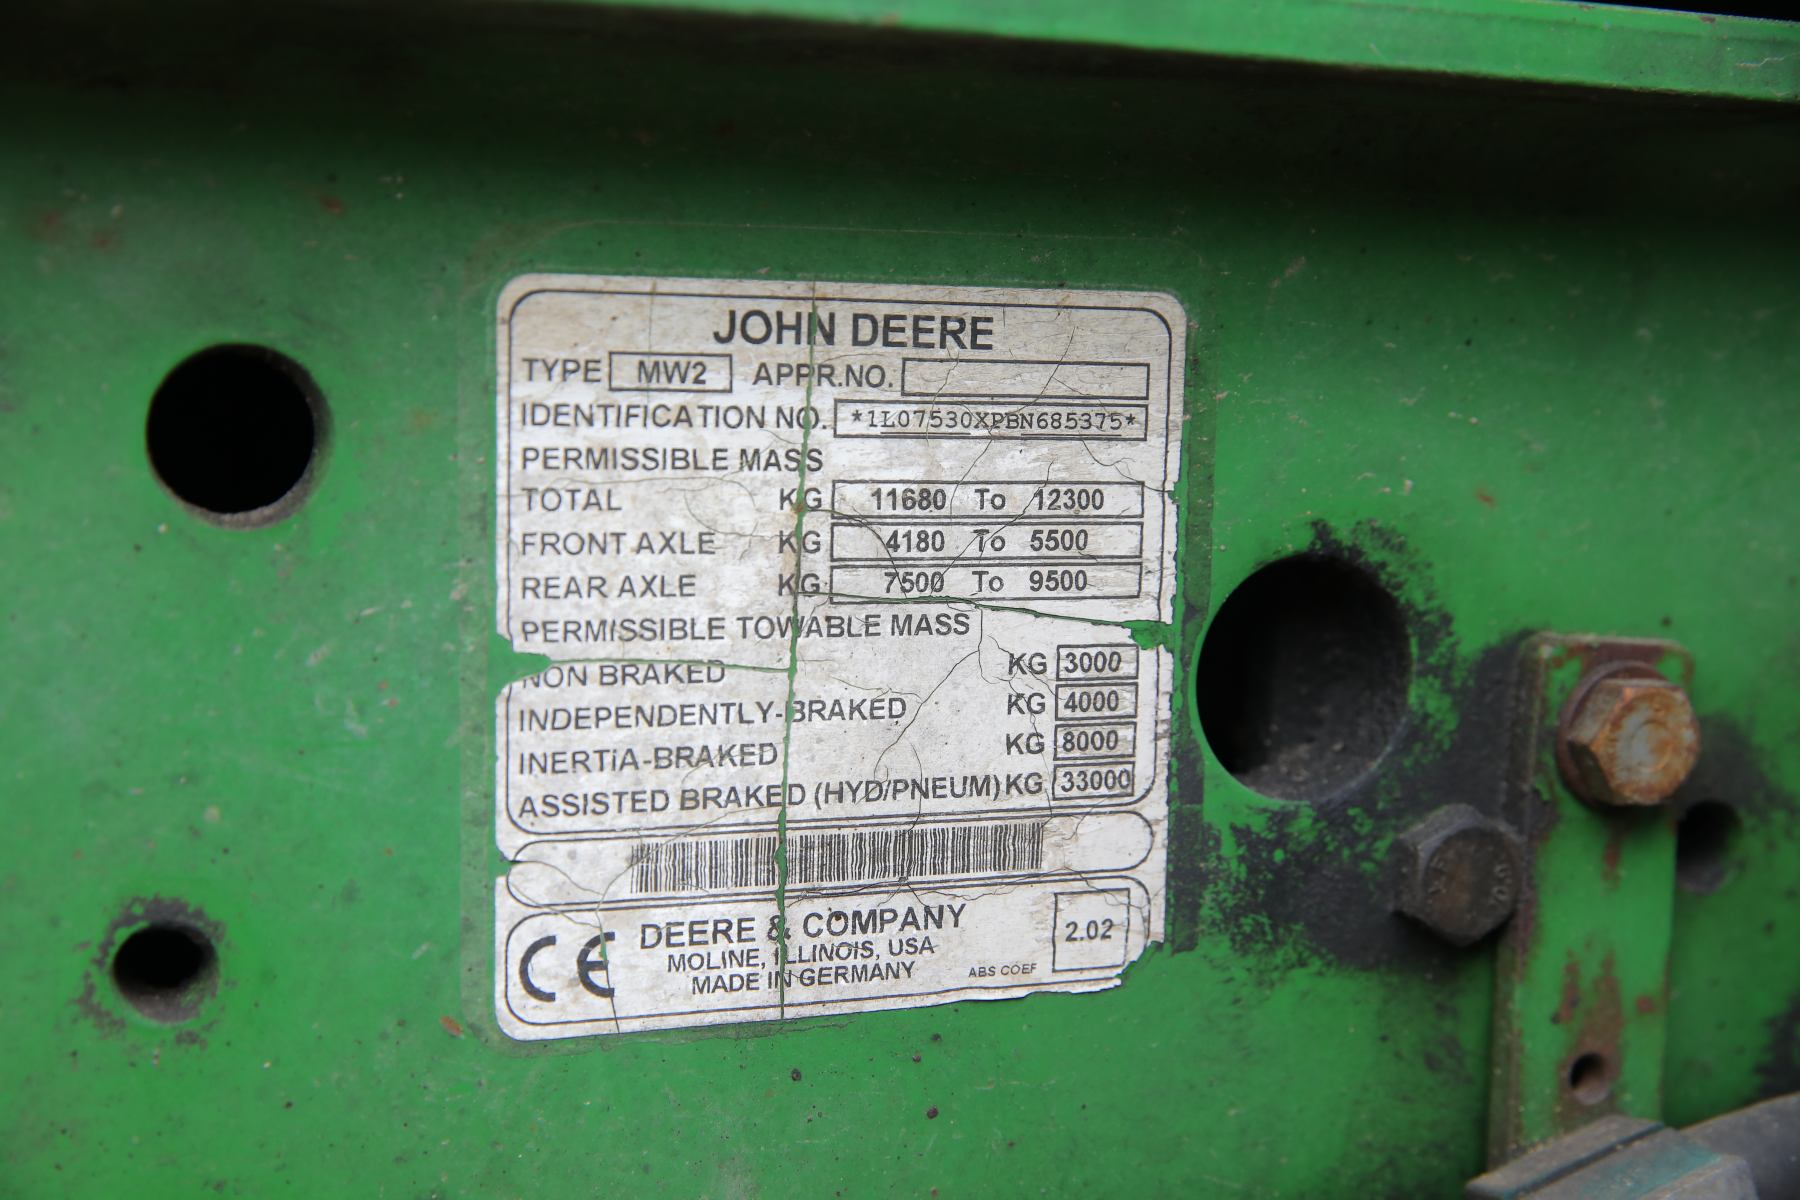 JOHN DEERE
TYPE MW2 APPR.NO.
IDENTIFICATION NO. *1L07530XPBN685375*
PERMISSIBLE MASS
TOTAL KG 11680 To 12300
FRONT AXLE KG 4180 To 5500
REAR AXLE KG 7500 To 9500
PERMISSIBLE TOWABLE MASS
NON BRAKED KG 3000
INDEPENDENTLY-BRAKED KG 4000
INERTiA-BRAKED KG 8000
ASSISTED BRAKED (HYD/PNEUM) KG 33000
CE DEERE & COMPANY
MOLINE, ILLINOIS, USA
MADE IN GERMANY
ABS COEF 2.02